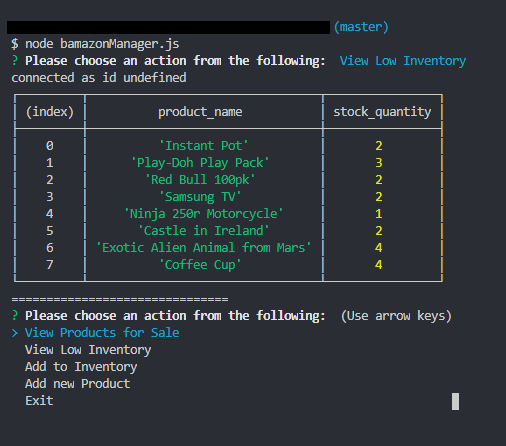 (master)
$ node bamazonManager.js
? Please choose an action from the following: View Low Inventory
connected as id undefined
(index) product_name stock_quantity
0 'Instant Pot' 2
1 'Play-Doh Play Pack' 3
2 'Red Bull 100pk' 2
3 'Samsung TV' 2
4 'Ninja 250r Motorcycle' 1
5 'Castle in Ireland' 2
6 'Exotic Alien Animal from Mars' 4
7 'Coffee Cup' 4
===============================
? Please choose an action from the following: (Use arrow keys)
> View Products for Sale
View Low Inventory
Add to Inventory
Add new Product
Exit